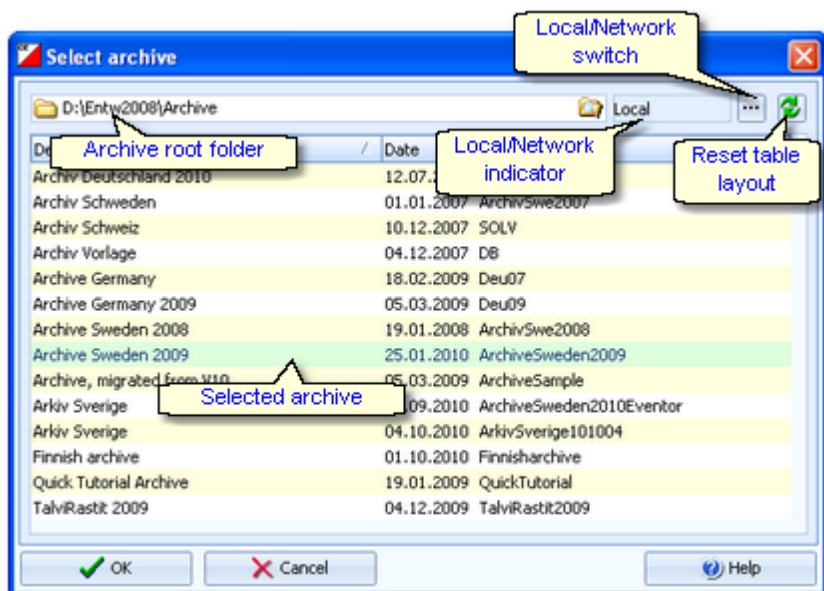 Local/Network
switch
Select archive
D:\Entw2008\Archive
Local
...
Archive root folder
Local/Network
indicator
Reset table
layout
De
/
Date
Archiv Deutschland 2010 12.07.2
Archiv Schweden 01.01.2007 ArchivSwe2007
Archiv Schweiz 10.12.2007 SOLV
Archiv Vorlage 04.12.2007 DB
Archive Germany 18.02.2009 Deu07
Archive Germany 2009 05.03.2009 Deu09
Archive Sweden 2008 19.01.2008 ArchivSwe2008
Archive Sweden 2009 25.01.2010 ArchiveSweden2009
Archive, migrated from V10 05.03.2009 ArchiveSample
Selected archive
Arkiv Sverige .09.2010 ArchiveSweden2010Eventor
Arkiv Sverige 04.10.2010 ArkivSverige101004
Finnish archive 01.10.2010 Finnisharchive
Quick Tutorial Archive 19.01.2009 QuickTutorial
TalviRastit 2009 04.12.2009 TalviRastit2009
OK
Cancel
Help